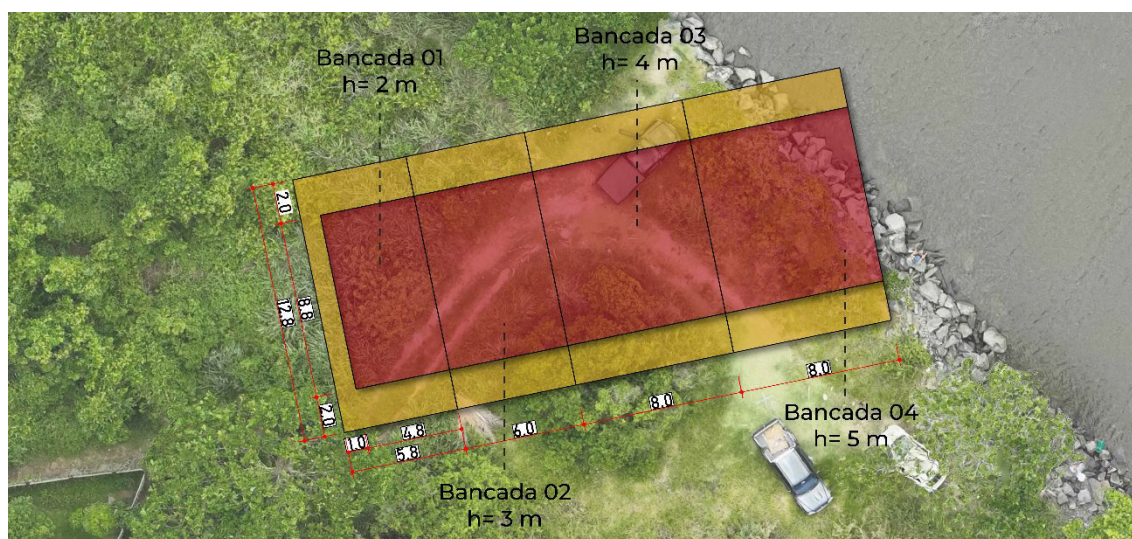 Bancada 01
h= 2 m
Bancada 03
h= 4 m
2.0
8.8
12.8
2.0
1.0
4.8
5.8
6.0
8.0
8.0
Bancada 04
h= 5 m
Bancada 02
h= 3 m